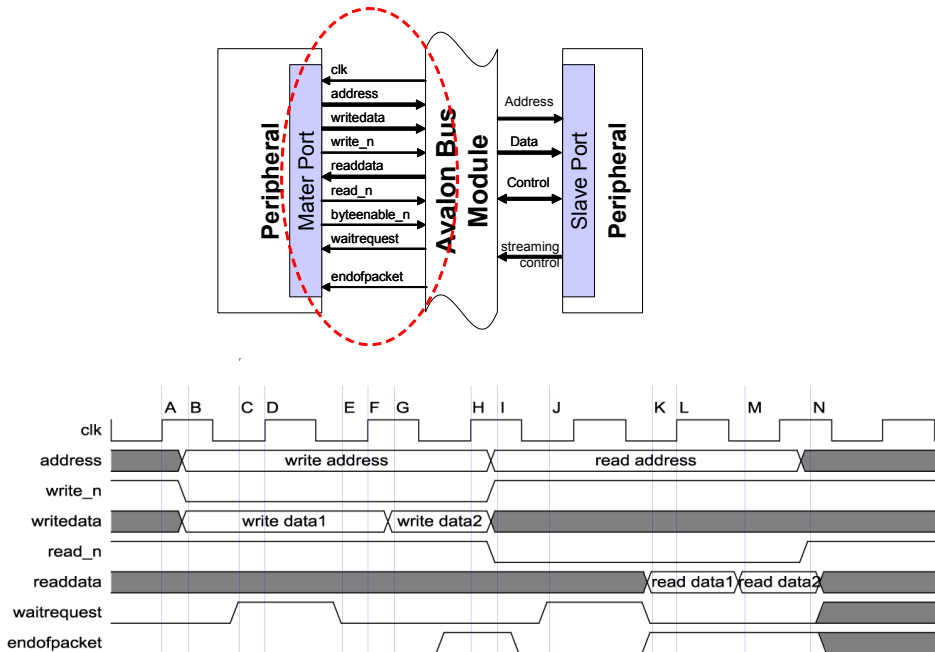 Peripheral
Mater Port
clk
address
writedata
write_n
readdata
read_n
byteenable_n
waitrequest
endofpacket
Avalon Bus
Module
Address
Data
Control
streaming
control
Slave Port
Peripheral
A B C D E F G H I J K L M N
clk
address write address read address
write_n
writedata write data1 write data2
read_n
readdata read data1 read data2
waitrequest
endofpacket